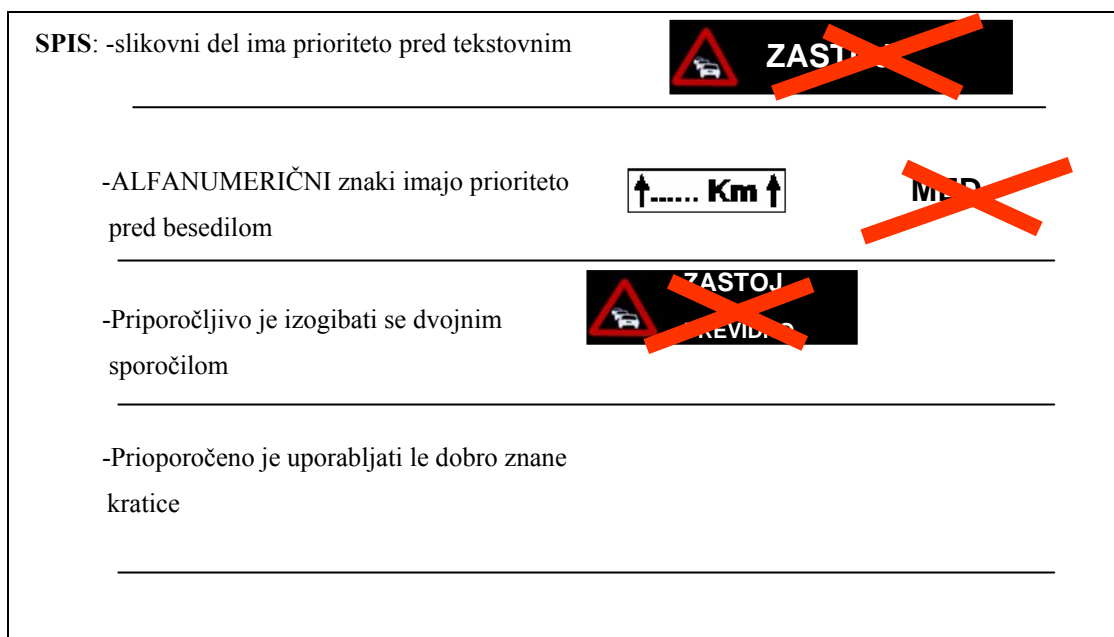 SPIS: -slikovni del ima prioriteto pred tekstovnim
-ALFANUMERIČNI znaki imajo prioriteto
pred besedilom
↑...... Km ↑
MED
ZASTOJ
-Priporočljivo je izogibati se dvojnim
sporočilom
-Prioporočeno je uporabljati le dobro znane
kratice